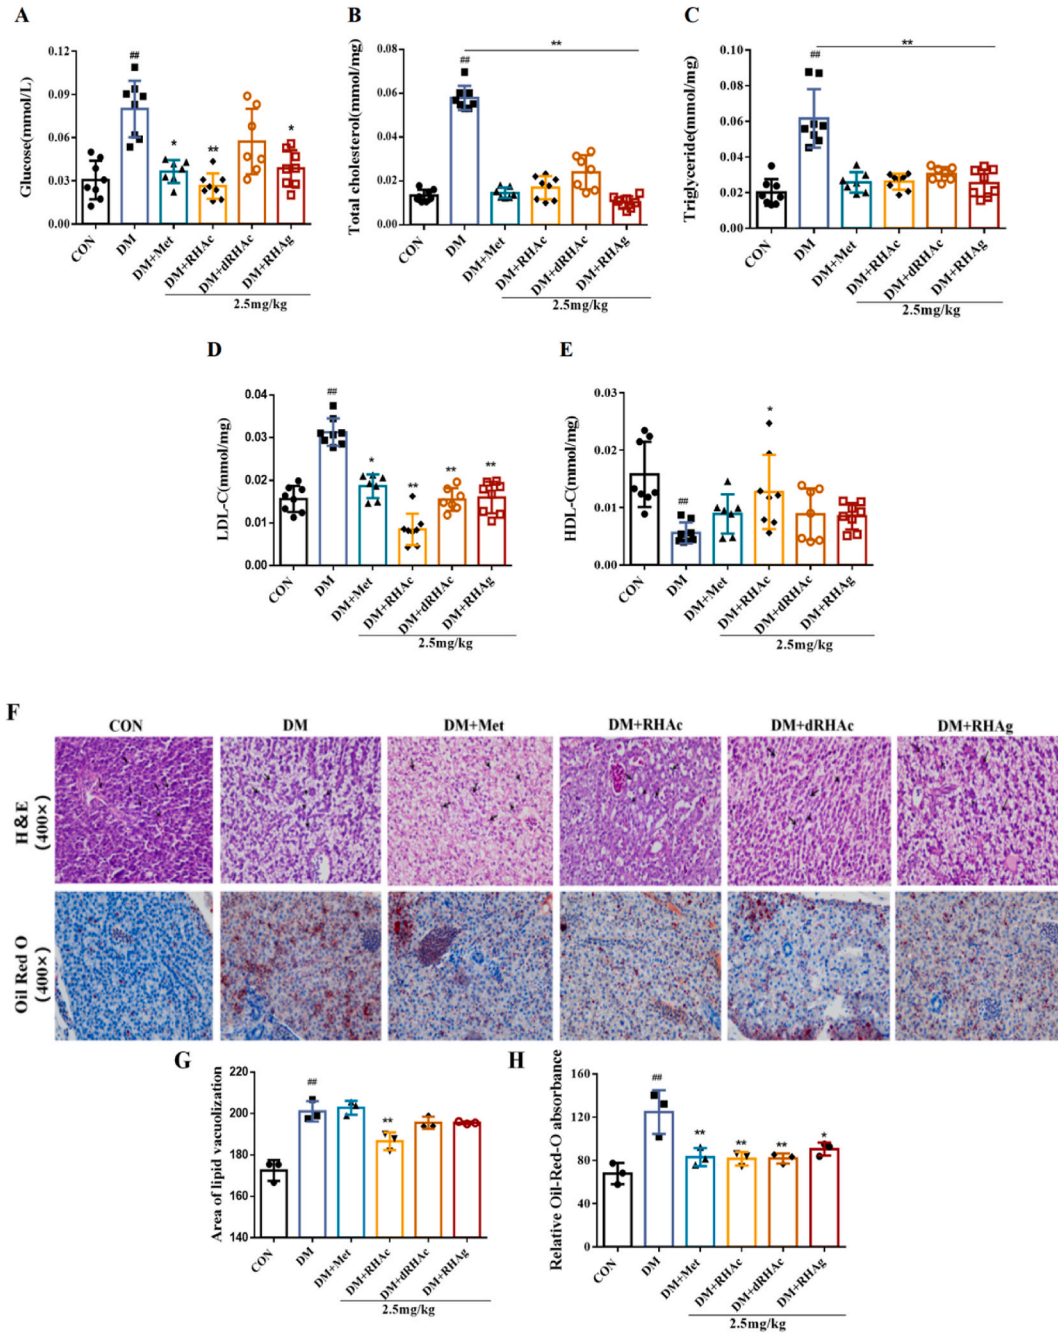 A
Glucose(mmol/L)
0.12
0.09
0.06
0.03
0.00
##
*
**
*
CON
DM
DM+Met
DM+RHAc
DM+dRHAc
DM+RHAg
2.5mg/kg
B
Total cholesterol(mmol/mg)
0.08
0.06
0.04
0.02
0.00
##
**
CON
DM
DM+Met
DM+RHAc
DM+dRHAc
DM+RHAg
2.5mg/kg
C
Triglyceride(mmol/mg)
0.10
0.08
0.06
0.04
0.02
0.00
##
**
CON
DM
DM+Met
DM+RHAc
DM+dRHAc
DM+RHAg
2.5mg/kg
D
LDL-C(mmol/mg)
0.04
0.03
0.02
0.01
0.00
##
*
**
**
**
CON
DM
DM+Met
DM+RHAc
DM+dRHAc
DM+RHAg
2.5mg/kg
E
HDL-C(mmol/mg)
0.03
0.02
0.01
0.00
##
*
CON
DM
DM+Met
DM+RHAc
DM+dRHAc
DM+RHAg
2.5mg/kg
F
CON
DM
DM+Met
DM+RHAc
DM+dRHAc
DM+RHAg
H&E
(400×)
Oil Red O
(400×)
G
Area of lipid vacuolization
220
200
180
160
140
##
**
CON
DM
DM+Met
DM+RHAc
DM+dRHAc
DM+RHAg
2.5mg/kg
H
Relative Oil-Red-O absorbance
160
120
80
40
0
##
**
**
**
*
CON
DM
DM+Met
DM+RHAc
DM+dRHAc
DM+RHAg
2.5mg/kg